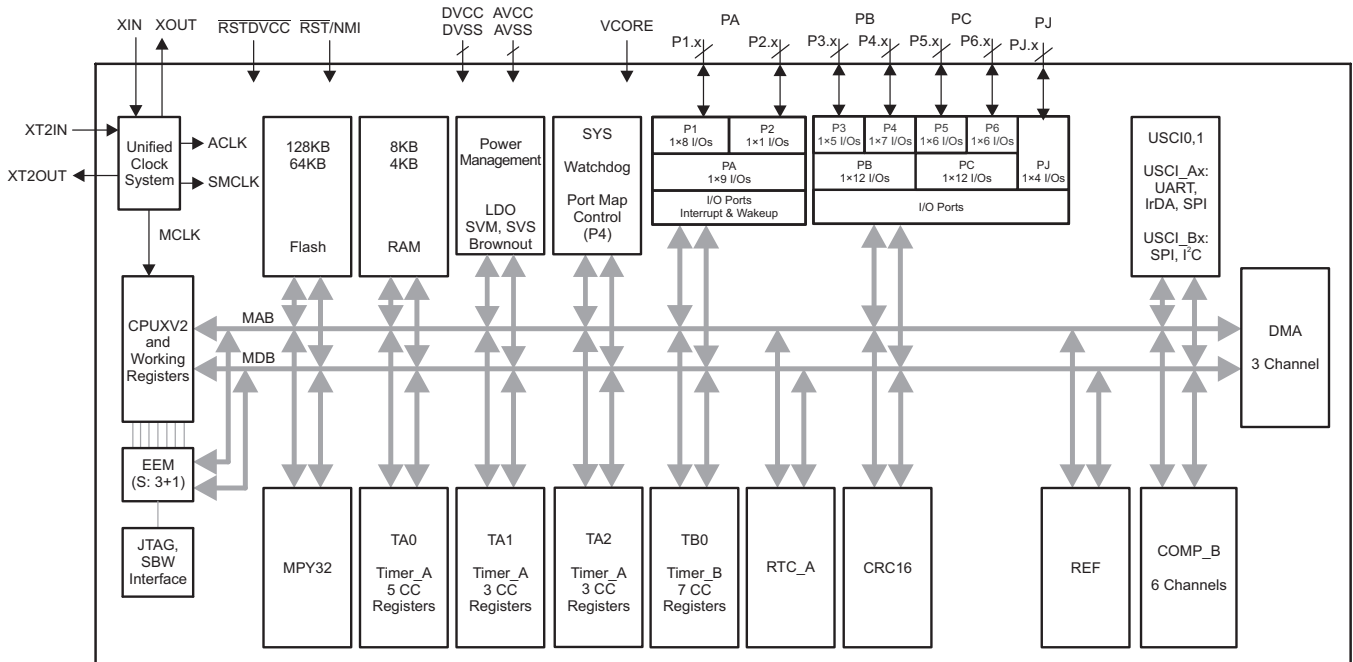 XIN XOUT RSTDVCC RST/NMI DVCC AVCC VCORE PA PB PC PJ
DVSS AVSS P1.x P2.x P3.x P4.x P5.x P6.x PJ.x
XT2IN
XT2OUT
Unified
Clock
System
ACLK
SMCLK
MCLK
128KB
64KB
Flash
8KB
4KB
RAM
Power
Management
LDO
SVM, SVS
Brownout
SYS
Watchdog
Port Map
Control
(P4)
P1
1×8 I/Os
P2
1×1 I/Os
PA
1×9 I/Os
I/O Ports
Interrupt & Wakeup
P3
1×5 I/Os
P4
1×7 I/Os
P5
1×6 I/Os
P6
1×6 I/Os
PB
1×12 I/Os
PC
1×12 I/Os
PJ
1×4 I/Os
I/O Ports
USCI0,1
USCI_Ax:
UART,
IrDA, SPI
USCI_Bx:
SPI, I²C
CPUXV2
and
Working
Registers
MAB
MDB
DMA
3 Channel
EEM
(S: 3+1)
JTAG,
SBW
Interface
MPY32
TA0
Timer_A
5 CC
Registers
TA1
Timer_A
3 CC
Registers
TA2
Timer_A
3 CC
Registers
TB0
Timer_B
7 CC
Registers
RTC_A
CRC16
REF
COMP_B
6 Channels